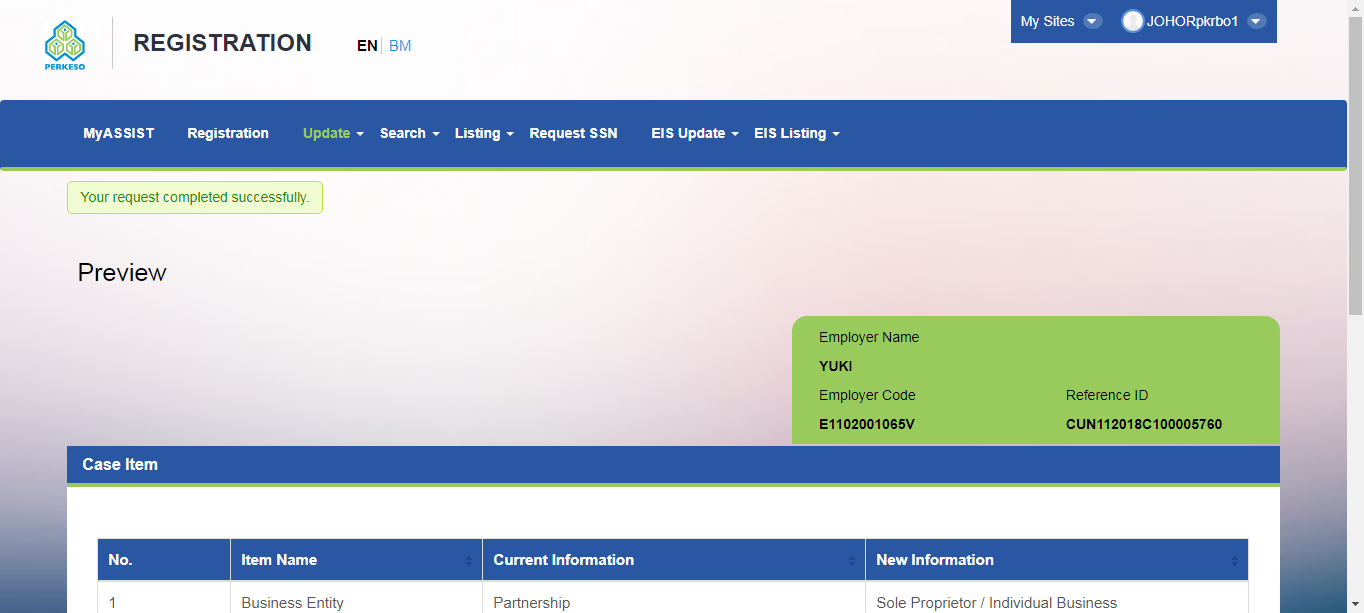 My Sites JOHORpkrbo1
PERKESO
REGISTRATION EN BM
MyASSIST Registration Update Search Listing Request SSN EIS Update EIS Listing
Your request completed successfully.
Preview
Employer Name
YUKI
Employer Code Reference ID
E1102001065V CUN112018C100005760
Case Item
No. Item Name Current Information New Information
1 Business Entity Partnership Sole Proprietor / Individual Business